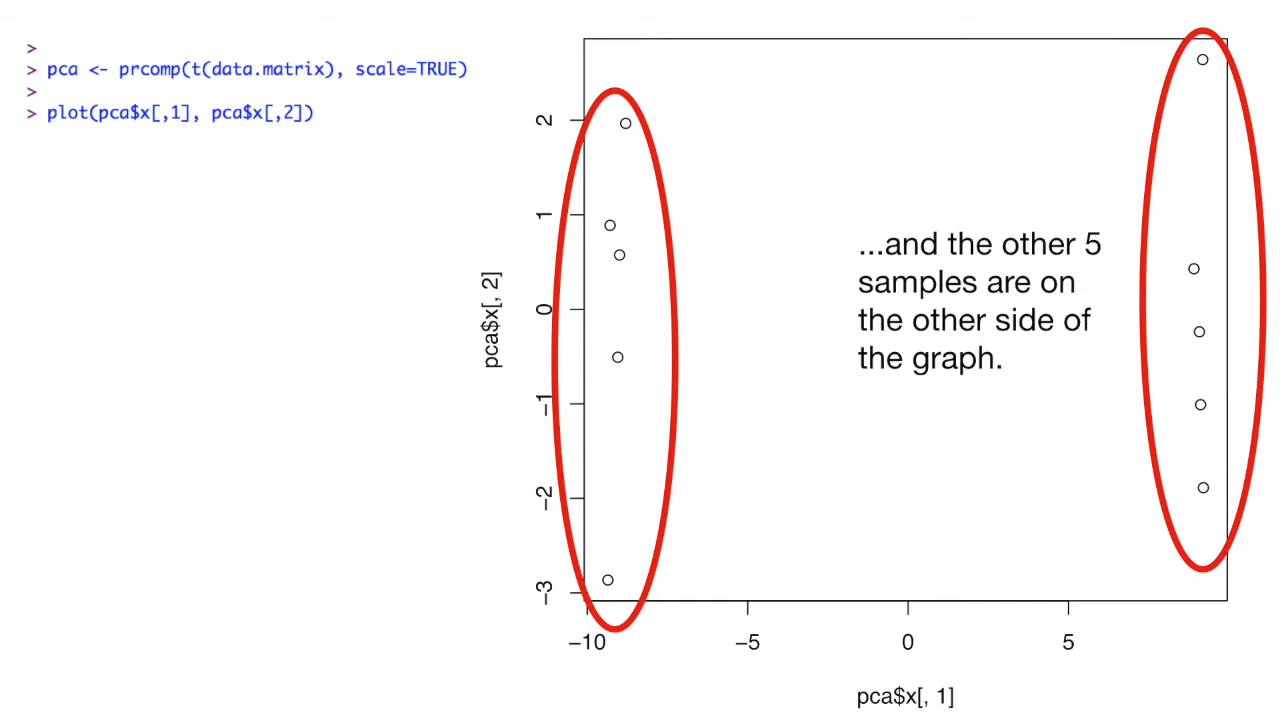 >
> pca <- prcomp(t(data.matrix), scale=TRUE)
>
> plot(pca$x[,1], pca$x[,2])
2
1
0
−1
−2
−3
pca$x[, 2]
...and the other 5
samples are on
the other side of
the graph.
−10 −5 0 5
pca$x[, 1]